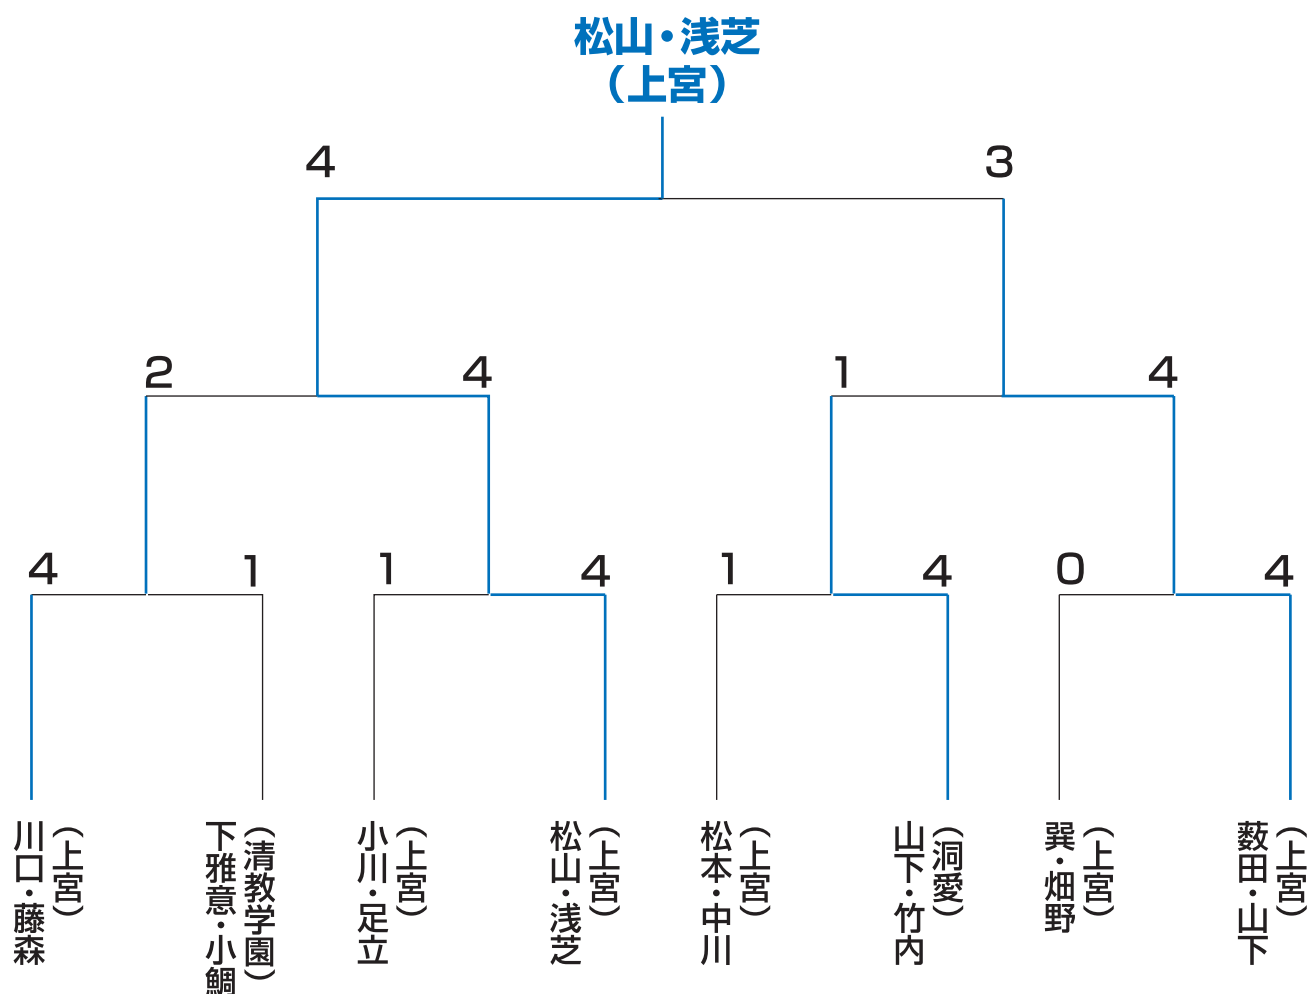 松山・浅芝
（上宮）
4
3
2
4
1
4
4
1
1
4
1
4
0
4
川口・藤森
（上宮）
下雅意・小鯛
（清教学園）
小川・足立
（上宮）
松山・浅芝
（上宮）
松本・中川
（上宮）
山下・竹内
（洞愛）
巽・畑野
（上宮）
薮田・山下
（上宮）